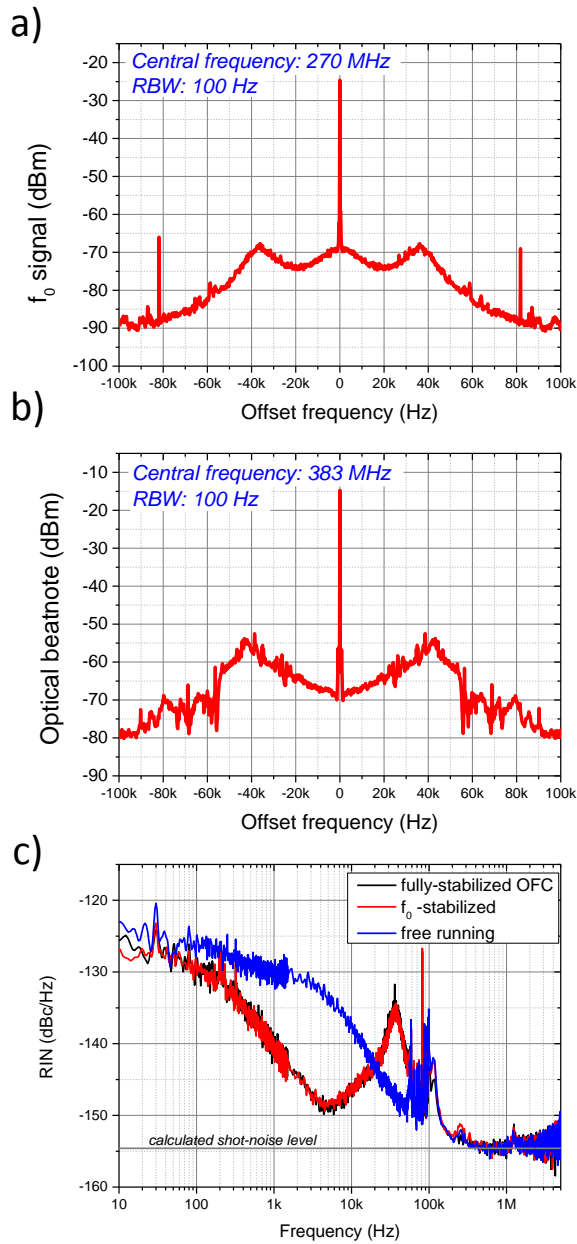 a)
Central frequency: 270 MHz
RBW: 100 Hz
f0 signal (dBm)
-20
-30
-40
-50
-60
-70
-80
-90
-100
-100k -80k -60k -40k -20k 0 20k 40k 60k 80k 100k
Offset frequency (Hz)
b)
Central frequency: 383 MHz
RBW: 100 Hz
Optical beatnote (dBm)
-10
-20
-30
-40
-50
-60
-70
-80
-90
-100k -80k -60k -40k -20k 0 20k 40k 60k 80k 100k
Offset frequency (Hz)
c)
fully-stabilized OFC
f0 -stabilized
free running
RIN (dBc/Hz)
-120
-130
-140
-150
-160
calculated shot-noise level
10 100 1k 10k 100k 1M
Frequency (Hz)